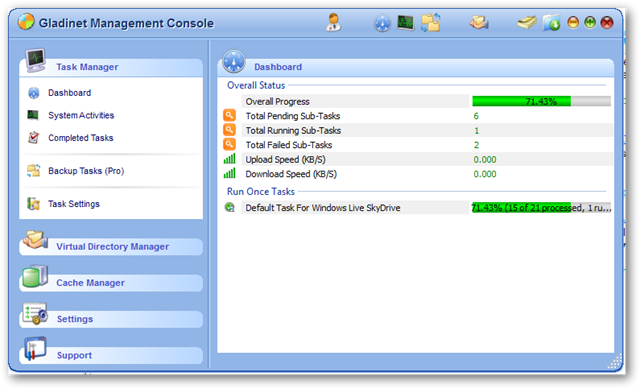 Gladinet Management Console
Task Manager
Dashboard
System Activities
Completed Tasks
Backup Tasks (Pro)
Task Settings
Virtual Directory Manager
Cache Manager
Settings
Support
Dashboard
Overall Status
Overall Progress 71.43%
Total Pending Sub-Tasks 6
Total Running Sub-Tasks 1
Total Failed Sub-Tasks 2
Upload Speed (KB/S) 0.000
Download Speed (KB/S) 0.000
Run Once Tasks
Default Task For Windows Live SkyDrive 71.43% (15 of 21 processed, 1 ru...